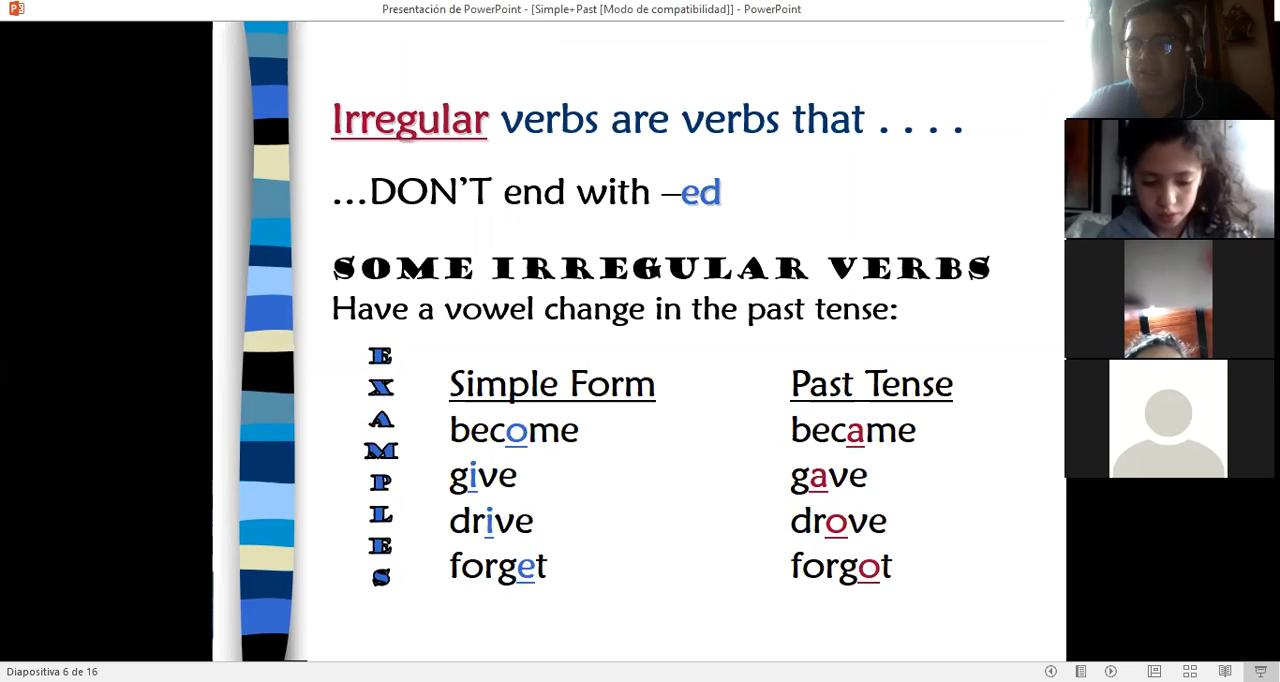 Presentación de PowerPoint - [Simple÷Past [Modo de compatibilidad]] - PowerPoint
Irregular verbs are verbs that . . . .
...DON'T end with –ed
SOME IRREGULAR VERBS
Have a vowel change in the past tense:
EXAMPLES
Simple Form Past Tense
become became
give gave
drive drove
forget forgot
Diapositiva 6 de 16